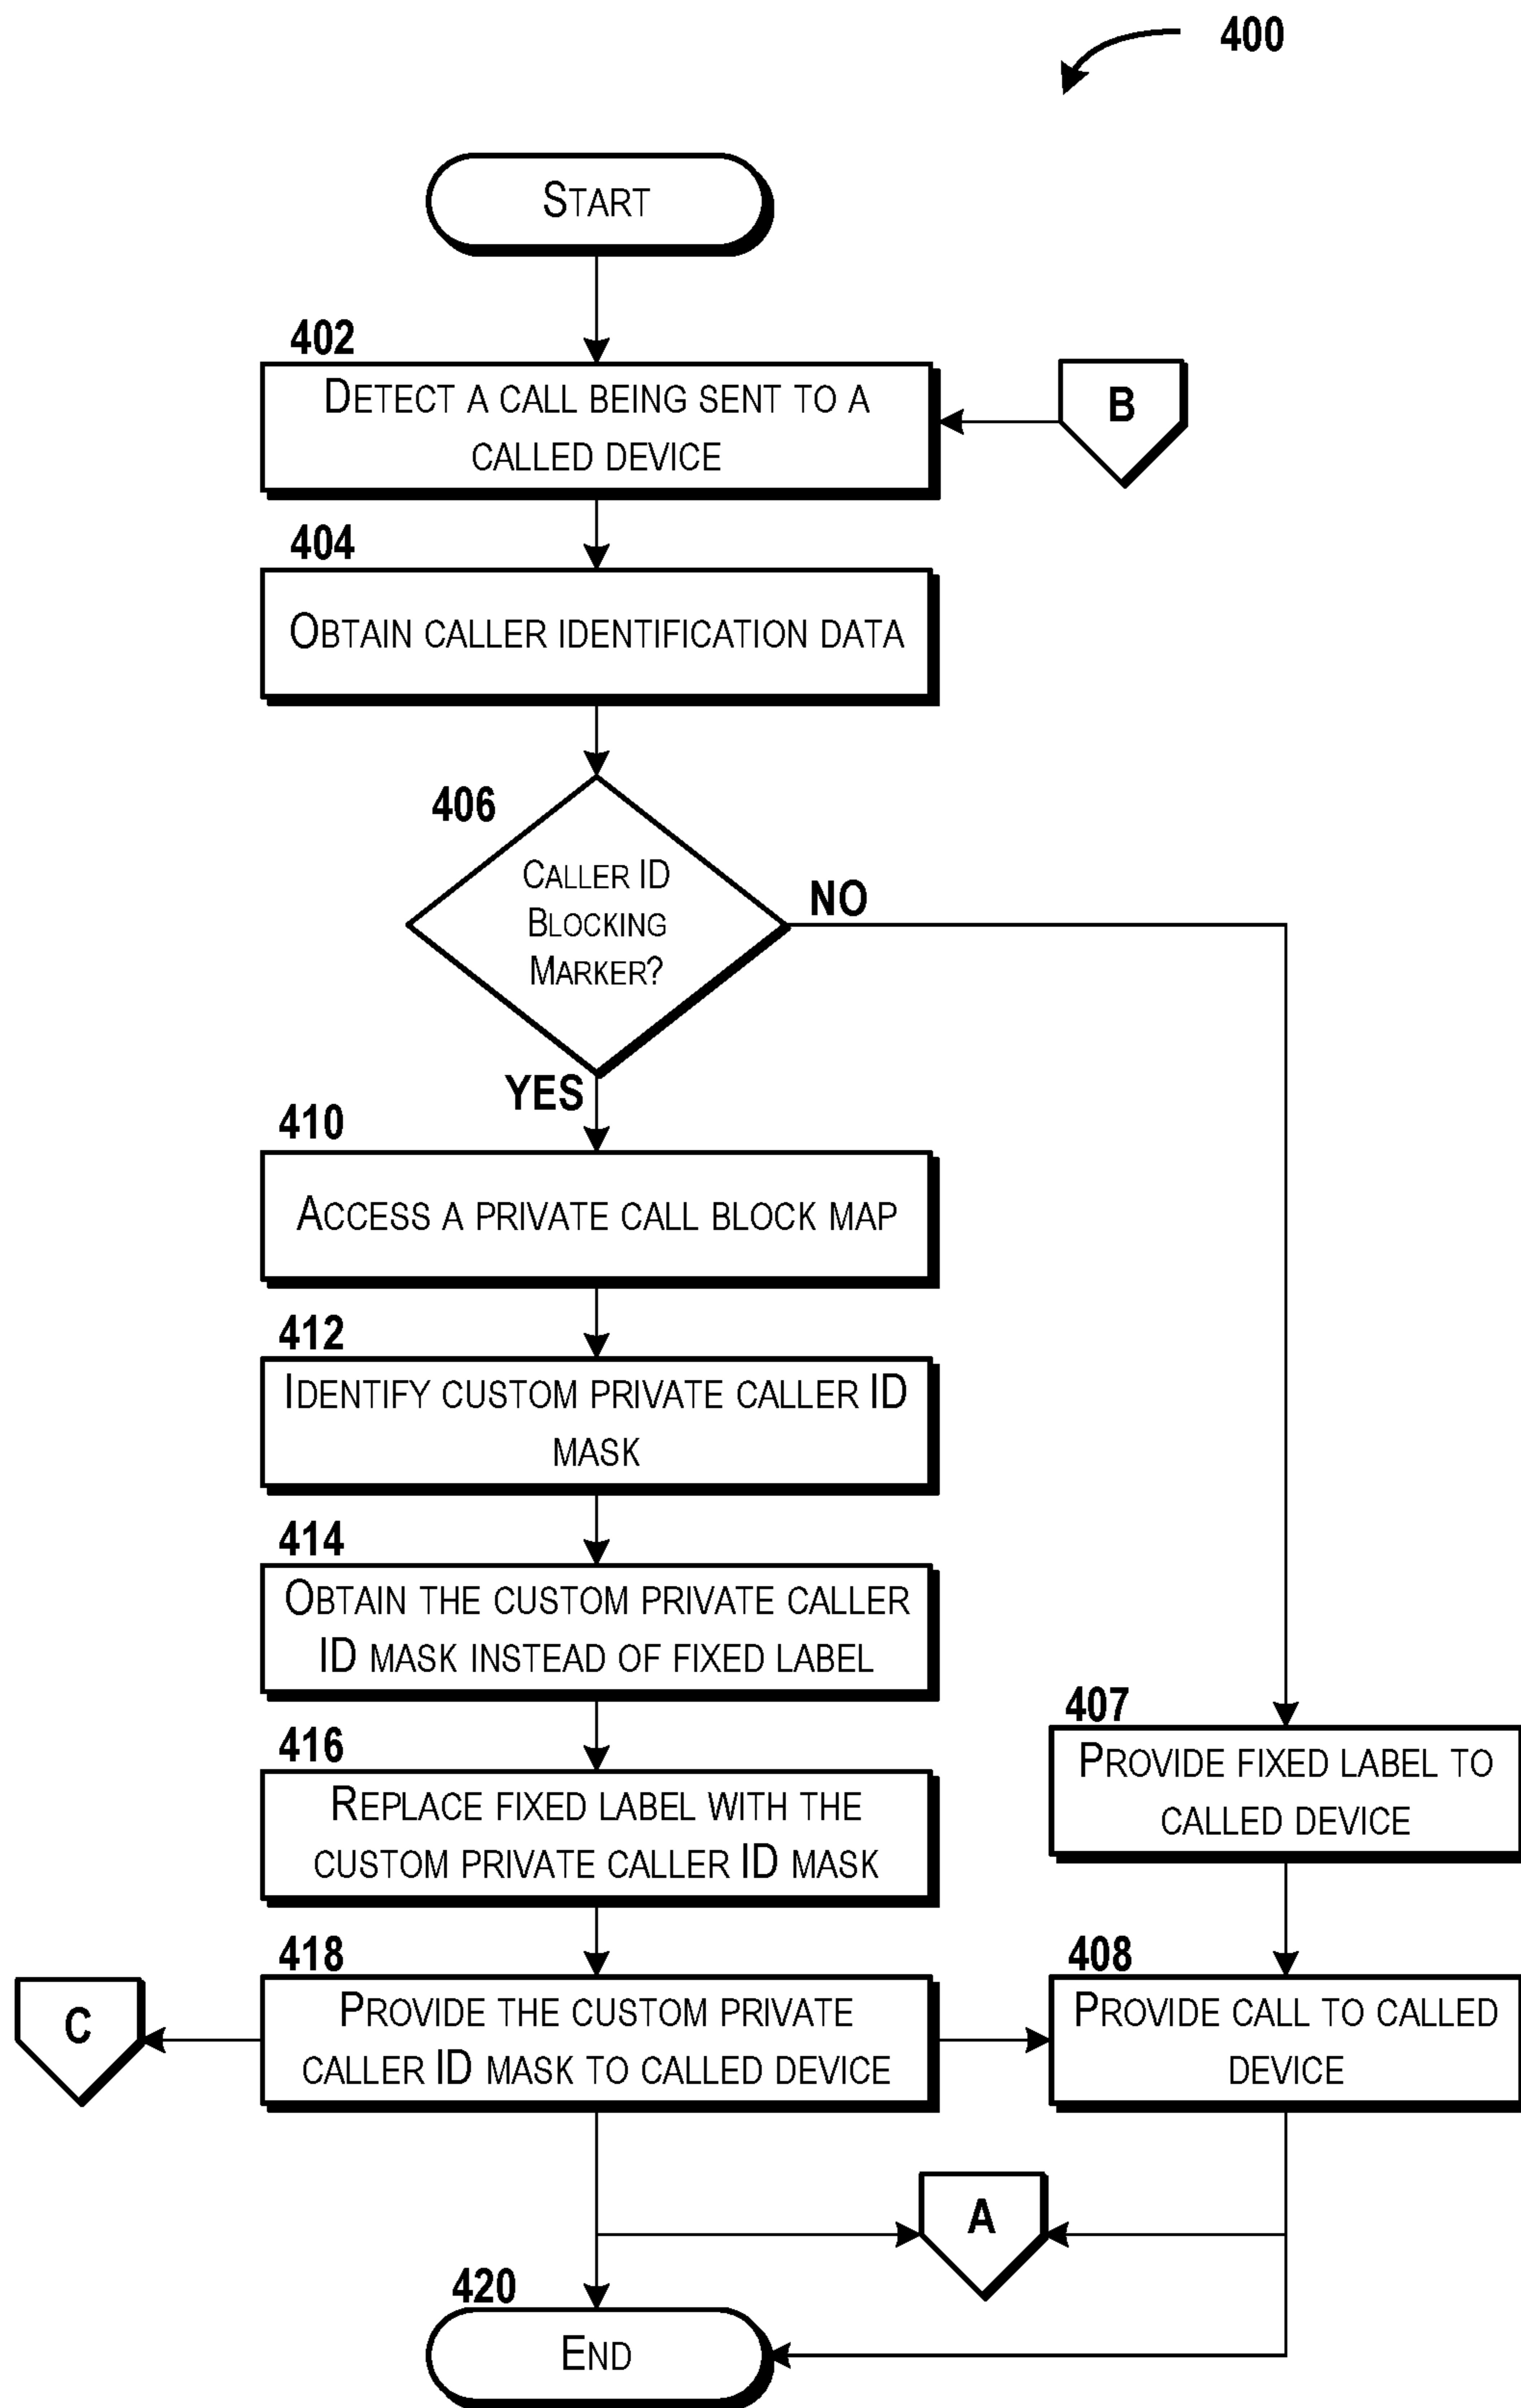 400
START
402
DETECT A CALL BEING SENT TO A
CALLED DEVICE
B
404
OBTAIN CALLER IDENTIFICATION DATA
406
CALLER ID
BLOCKING
MARKER?
NO
YES
410
ACCESS A PRIVATE CALL BLOCK MAP
412
IDENTIFY CUSTOM PRIVATE CALLER ID
MASK
414
OBTAIN THE CUSTOM PRIVATE CALLER
ID MASK INSTEAD OF FIXED LABEL
407
PROVIDE FIXED LABEL TO
CALLED DEVICE
416
REPLACE FIXED LABEL WITH THE
CUSTOM PRIVATE CALLER ID MASK
418
PROVIDE THE CUSTOM PRIVATE
CALLER ID MASK TO CALLED DEVICE
C
408
PROVIDE CALL TO CALLED
DEVICE
A
420
END